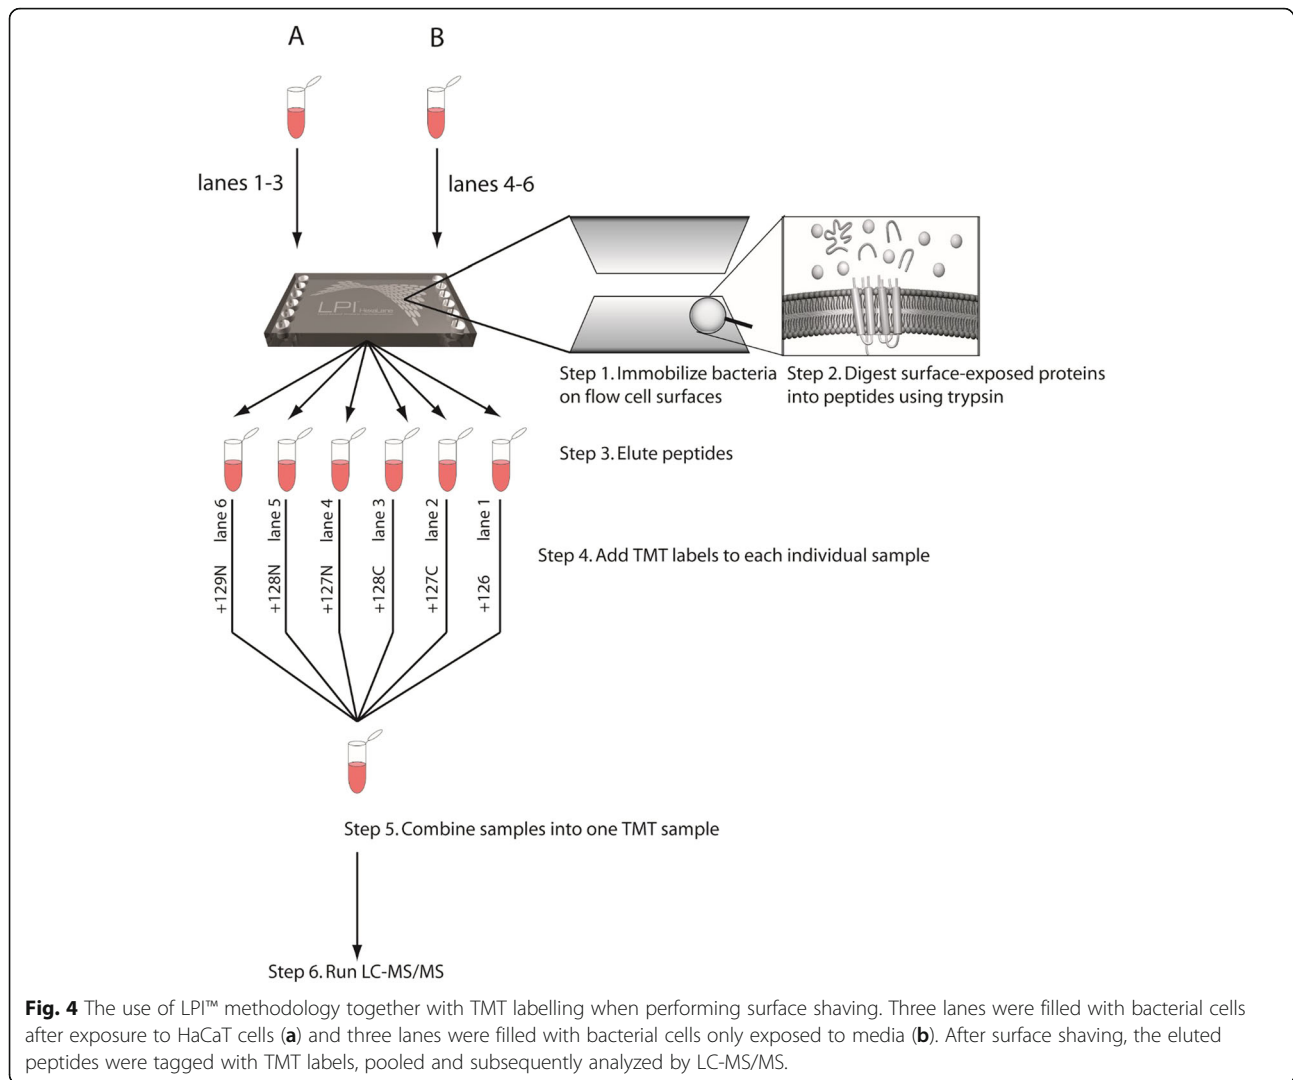 A
B
lanes 1-3
lanes 4-6
LPI
Step 1. Immobilize bacteria
on flow cell surfaces
Step 2. Digest surface-exposed proteins
into peptides using trypsin
Step 3. Elute peptides
+129N lane 6
+128N lane 5
+127N lane 4
+128C lane 3
+127C lane 2
+126 lane 1
Step 4. Add TMT labels to each individual sample
Step 5. Combine samples into one TMT sample
Step 6. Run LC-MS/MS
Fig. 4 The use of LPI™ methodology together with TMT labelling when performing surface shaving. Three lanes were filled with bacterial cells
after exposure to HaCaT cells (a) and three lanes were filled with bacterial cells only exposed to media (b). After surface shaving, the eluted
peptides were tagged with TMT labels, pooled and subsequently analyzed by LC-MS/MS.